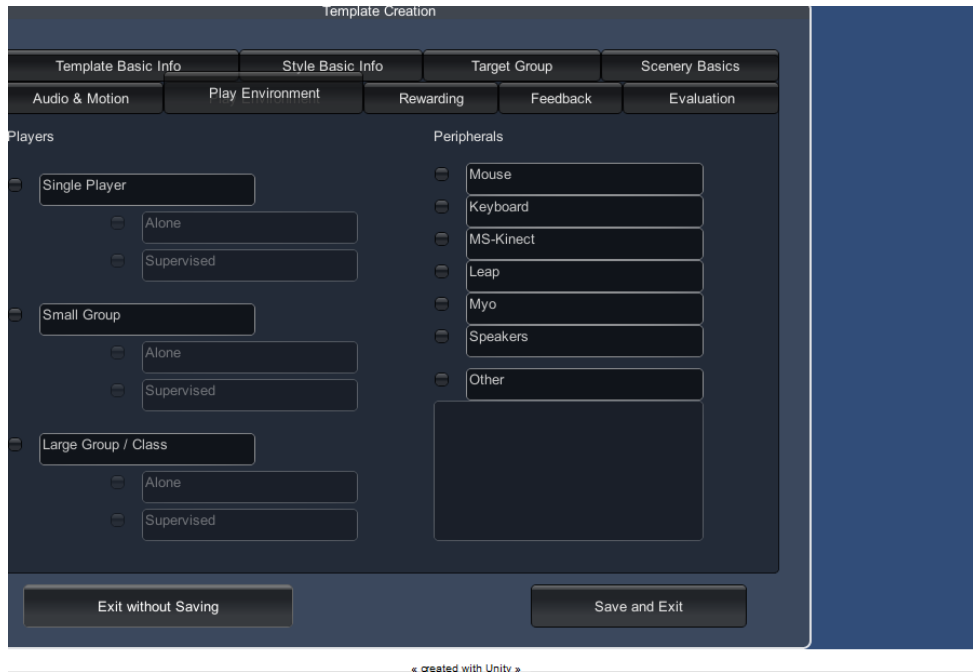 Template Creation
Template Basic Info Style Basic Info Target Group Scenery Basics
Audio & Motion Play Environment Rewarding Feedback Evaluation
Players
Single Player
Alone
Supervised
Small Group
Alone
Supervised
Large Group / Class
Alone
Supervised
Peripherals
Mouse
Keyboard
MS-Kinect
Leap
Myo
Speakers
Other
Exit without Saving Save and Exit
« created with Unity »